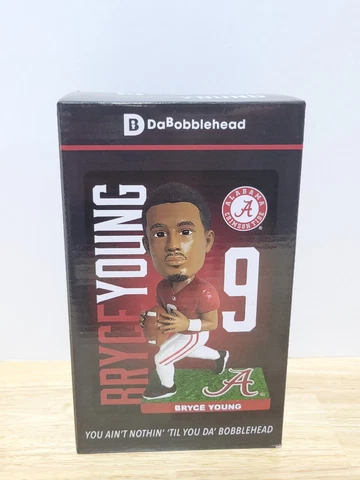 DaBobblehead
BRYCE YOUNG
ALABAMA
CRIMSON TIDE
9
A
BRYCE YOUNG
YOU AIN'T NOTHIN' 'TIL YOU DA' BOBBLEHEAD